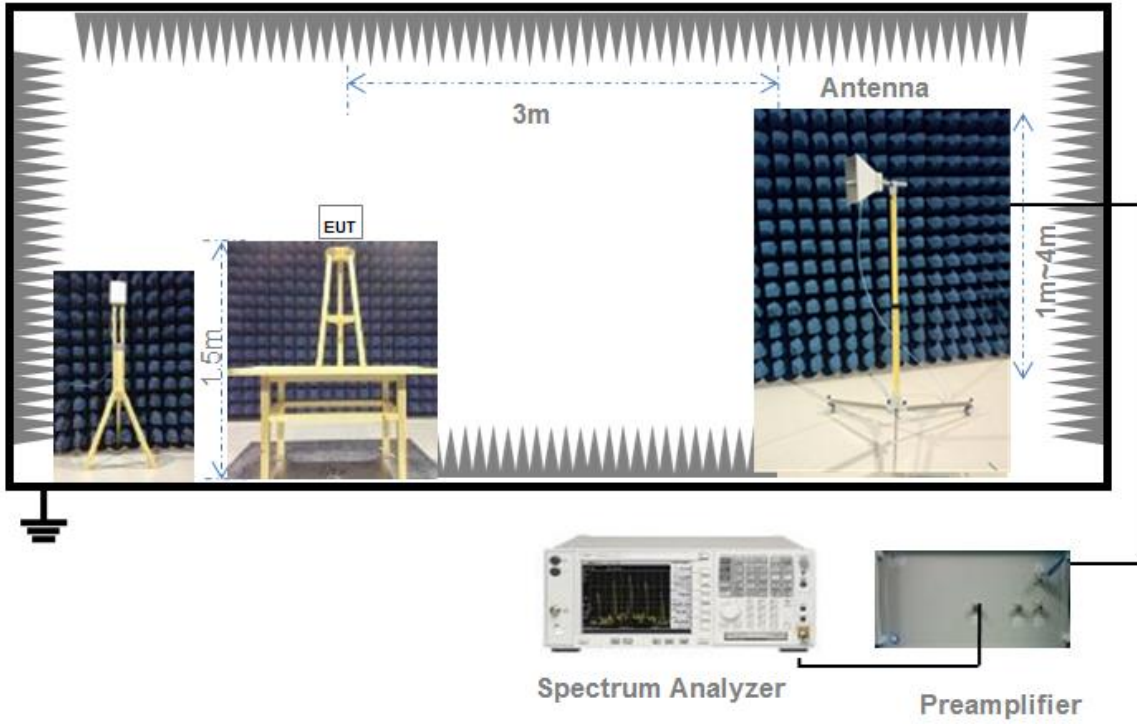 Antenna
3m
EUT
1.5m
1m~4m
Spectrum Analyzer
Preamplifier